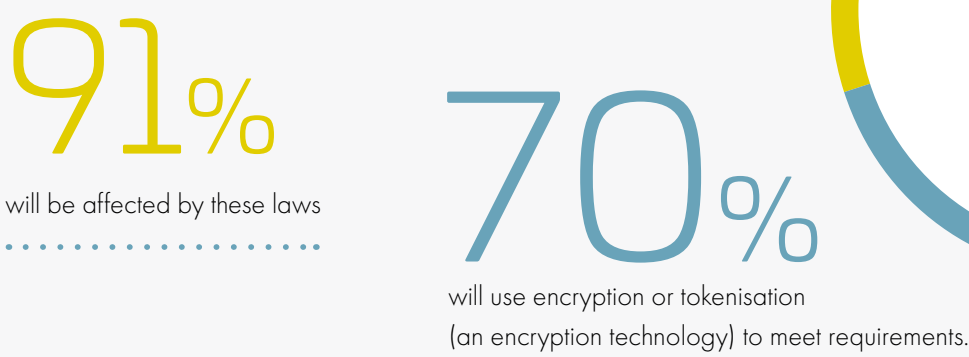 91%
will be affected by these laws
70%
will use encryption or tokenisation
(an encryption technology) to meet requirements.